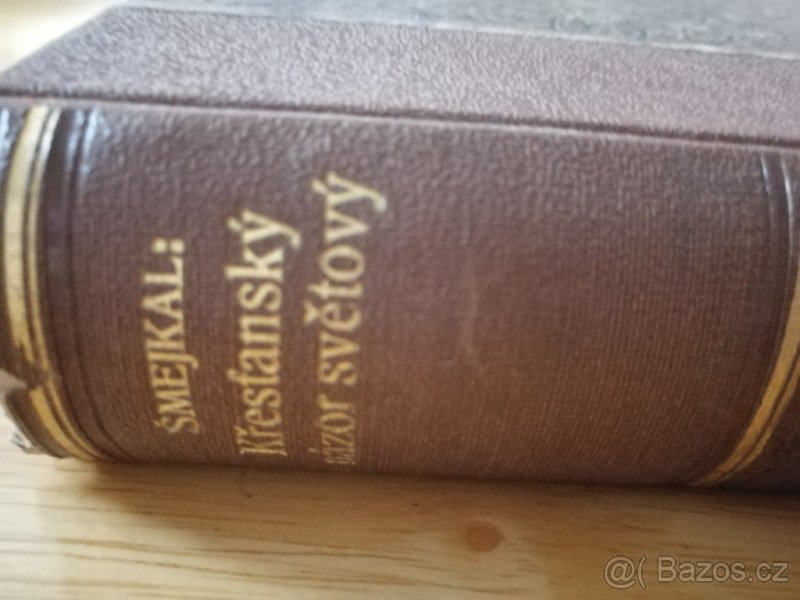 ŠMEJKAL:
Křesťanský
názor světový
@( Bazos.cz